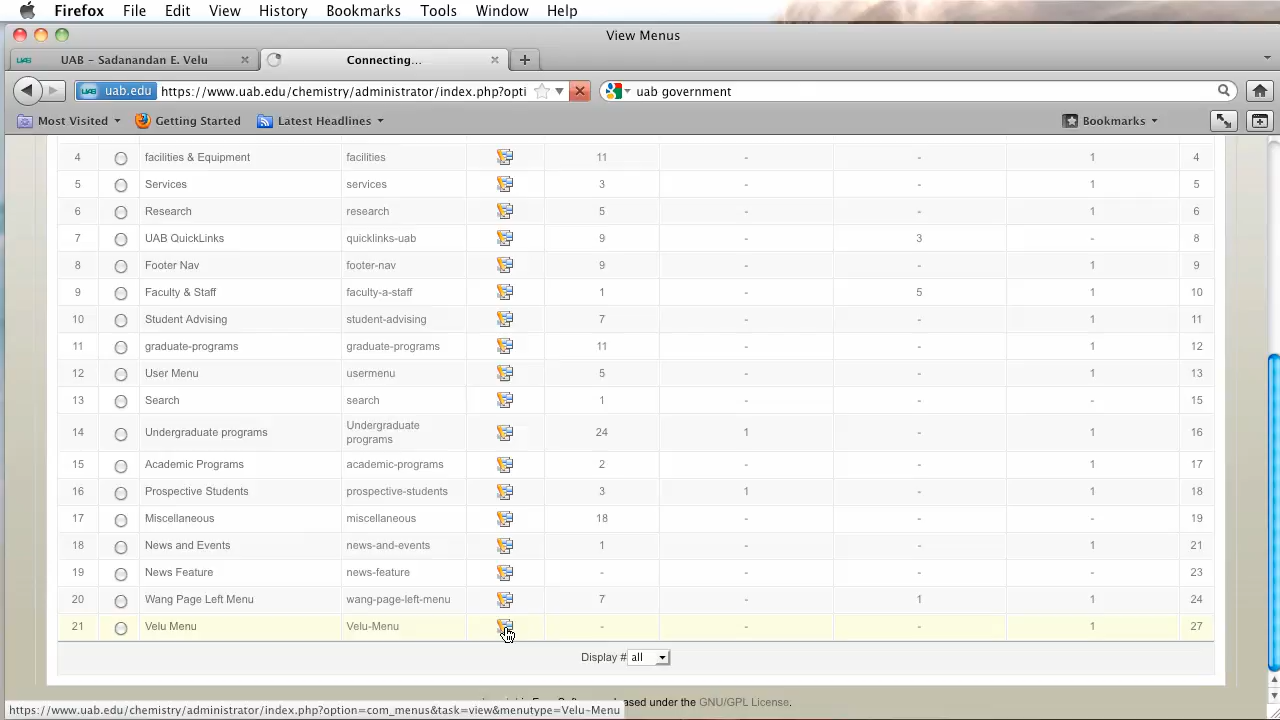 Firefox File Edit View History Bookmarks Tools Window Help
View Menus
UAB - Sadanandan E. Velu Connecting...
uab.edu https://www.uab.edu/chemistry/administrator/index.php?opti uab government
Most Visited Getting Started Latest Headlines Bookmarks
4 facilities & Equipment facilities 11 - - 1 4
5 Services services 3 - - 1 5
6 Research research 5 - - 1 6
7 UAB QuickLinks quicklinks-uab 9 - 3 - 8
8 Footer Nav footer-nav 9 - - 1 9
9 Faculty & Staff faculty-a-staff 1 - 5 1 10
10 Student Advising student-advising 7 - - 1 11
11 graduate-programs graduate-programs 11 - - 1 12
12 User Menu usermenu 5 - - 1 13
13 Search search 1 - - - 15
14 Undergraduate programs Undergraduate programs 24 1 - 1 16
15 Academic Programs academic-programs 2 - - 1 17
16 Prospective Students prospective-students 3 1 - 1 18
17 Miscellaneous miscellaneous 18 - - - 19
18 News and Events news-and-events 1 - - 1 21
19 News Feature news-feature - - - - 23
20 Wang Page Left Menu wang-page-left-menu 7 - 1 1 24
21 Velu Menu Velu-Menu - - - 1 27
Display # all
under the GNU/GPL License.
https://www.uab.edu/chemistry/administrator/index.php?option=com_menus&task=view&menutype=Velu-Menu